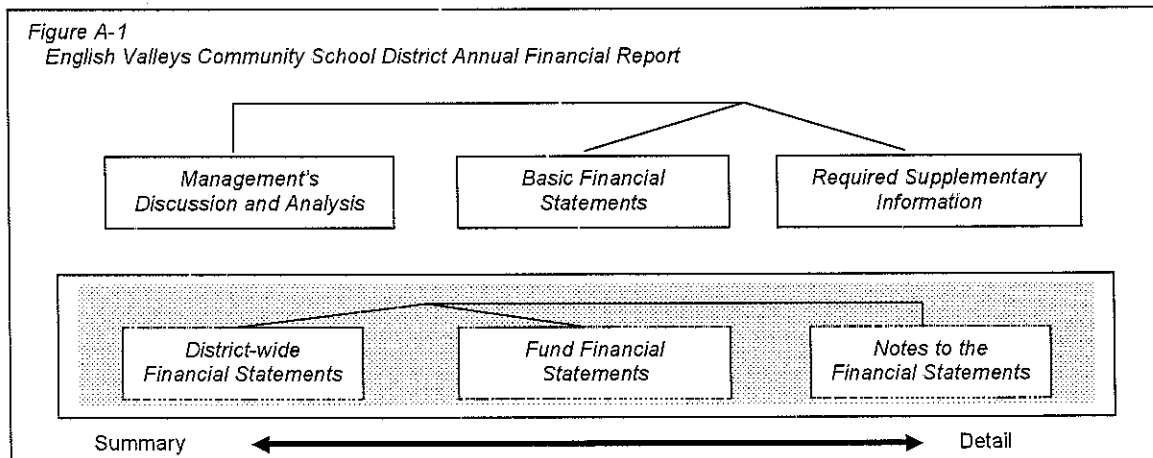 Figure A-1
English Valleys Community School District Annual Financial Report
Management's
Discussion and Analysis
Basic Financial
Statements
Required Supplementary
Information
District-wide
Financial Statements
Fund Financial
Statements
Notes to the
Financial Statements
Summary
Detail